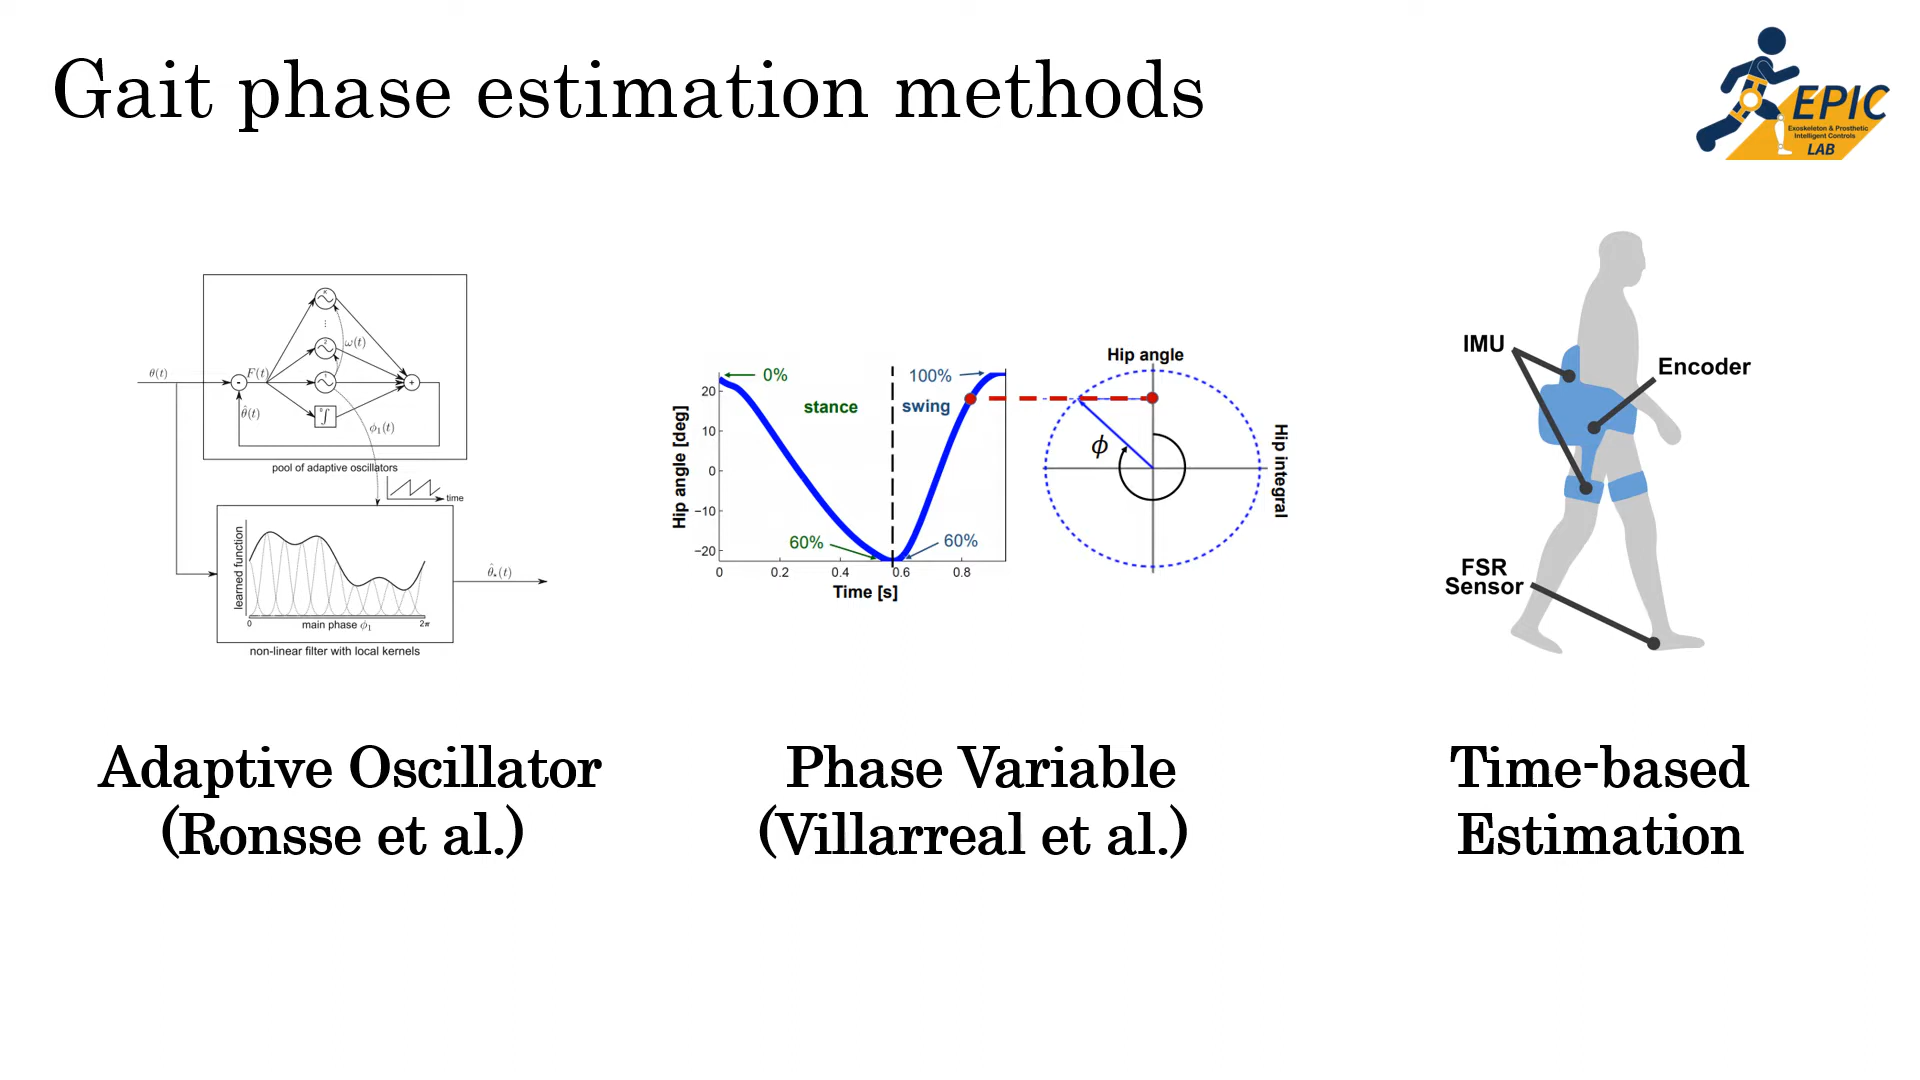 Gait phase estimation methods
EPIC
Exoskeleton & Prosthetic
Intelligent Controls
LAB
θ(t)
F(t)
-
θ̂(t)
K
⋮
2
1
0
∫
ω(t)
+
ϕ₁(t)
pool of adaptive oscillators
time
learned function
0
main phase ϕ₁
2π
θ̂*(t)
non-linear filter with local kernels
Hip angle [deg]
20
10
0
−10
−20
0%
stance
100%
swing
60%
60%
0
0.2
0.4
0.6
0.8
Time [s]
Hip angle
ϕ
Hip integral
IMU
Encoder
FSR
Sensor
Adaptive Oscillator
(Ronsse et al.)
Phase Variable
(Villarreal et al.)
Time-based
Estimation